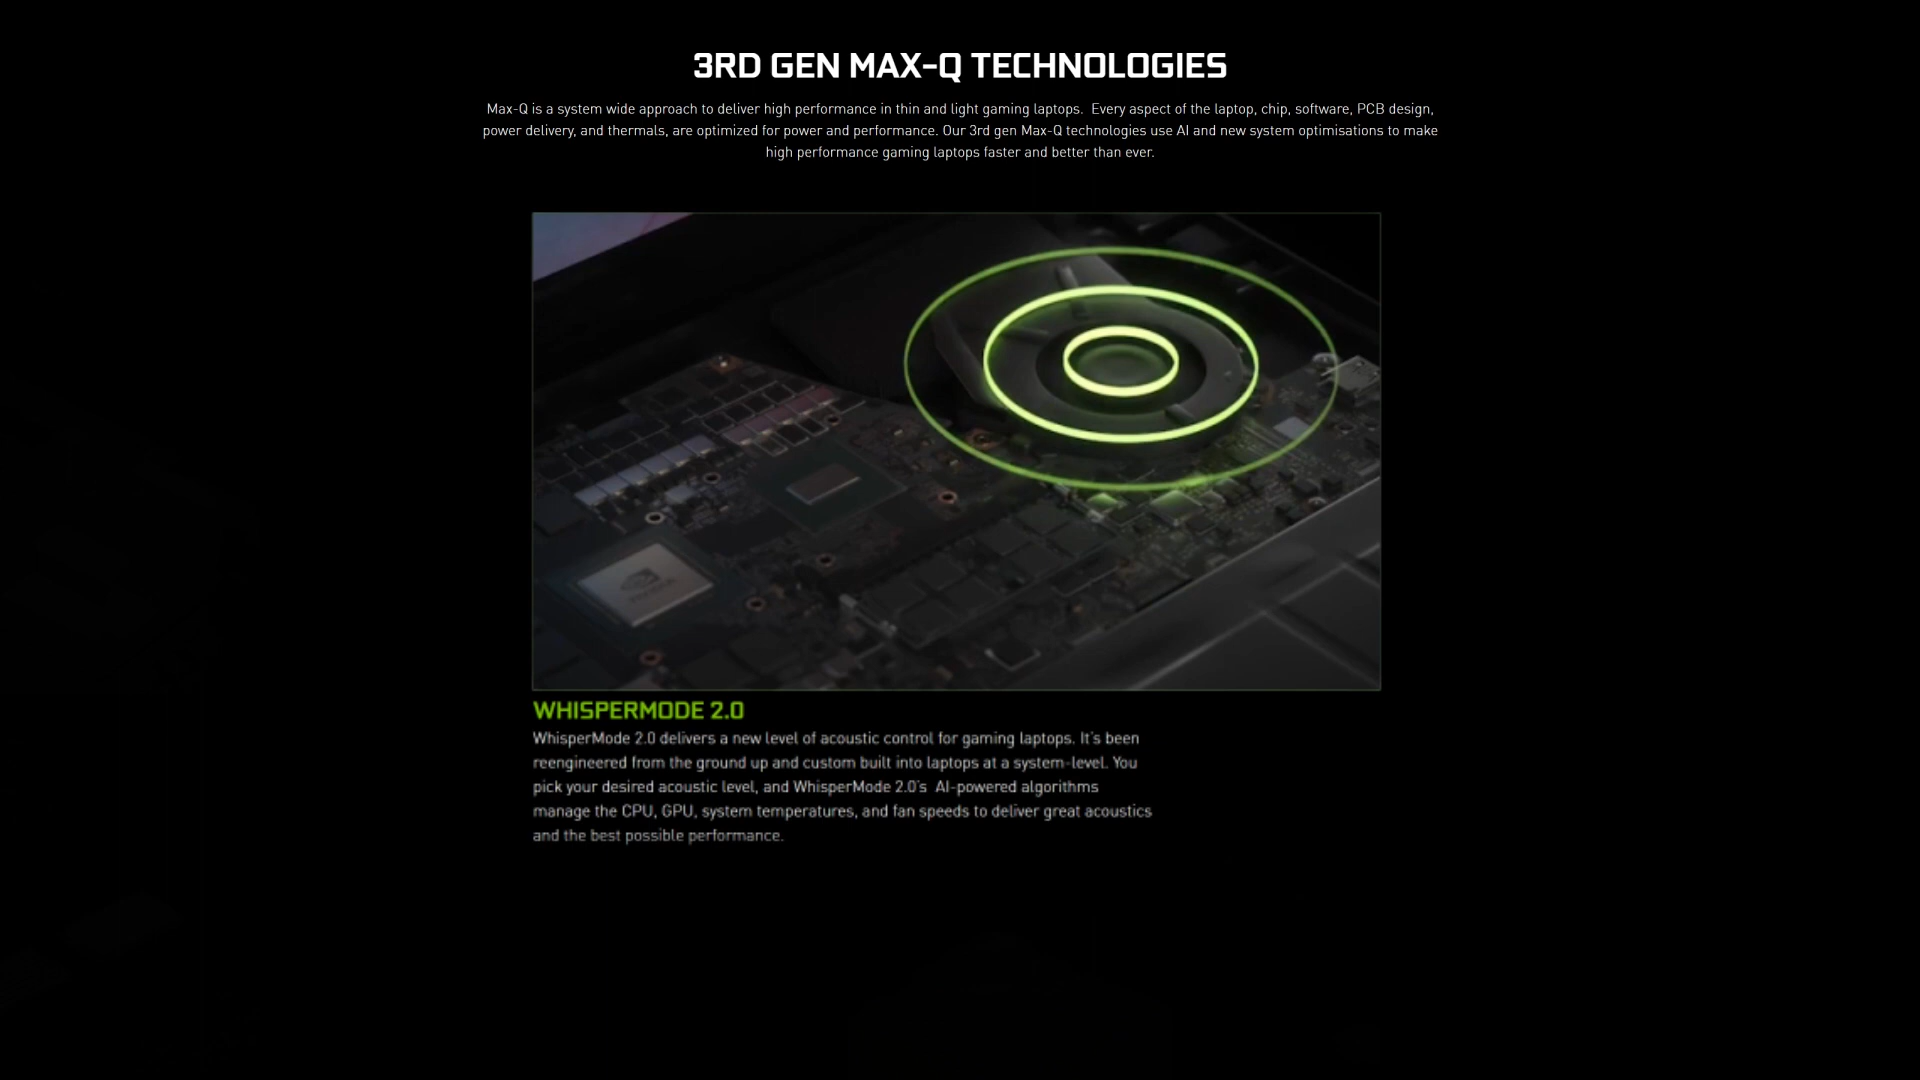 3RD GEN MAX-Q TECHNOLOGIES
Max-Q is a system wide approach to deliver high performance in thin and light gaming laptops.  Every aspect of the laptop, chip, software, PCB design,
power delivery, and thermals, are optimized for power and performance. Our 3rd gen Max-Q technologies use AI and new system optimisations to make
high performance gaming laptops faster and better than ever.
WHISPERMODE 2.0
WhisperMode 2.0 delivers a new level of acoustic control for gaming laptops. It's been
reengineered from the ground up and custom built into laptops at a system-level. You
pick your desired acoustic level, and WhisperMode 2.0's  AI-powered algorithms
manage the CPU, GPU, system temperatures, and fan speeds to deliver great acoustics
and the best possible performance.